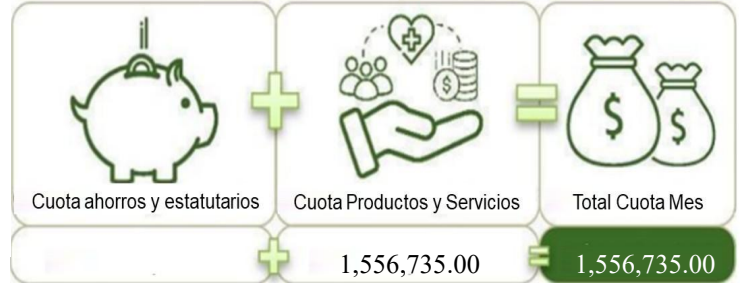 $
$ $
Cuota ahorros y estatutarios Cuota Productos y Servicios Total Cuota Mes
1,556,735.00 1,556,735.00